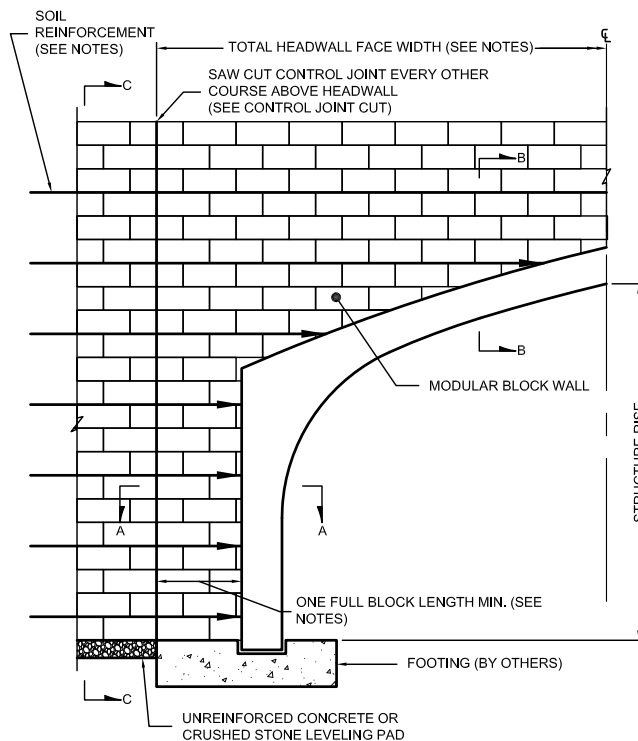 SOIL
REINFORCEMENT
(SEE NOTES)
TOTAL HEADWALL FACE WIDTH (SEE NOTES)
℄
C
SAW CUT CONTROL JOINT EVERY OTHER
COURSE ABOVE HEADWALL
(SEE CONTROL JOINT CUT)
B
B
MODULAR BLOCK WALL
STRUCTURE RISE
A
A
ONE FULL BLOCK LENGTH MIN. (SEE
NOTES)
FOOTING (BY OTHERS)
C
UNREINFORCED CONCRETE OR
CRUSHED STONE LEVELING PAD